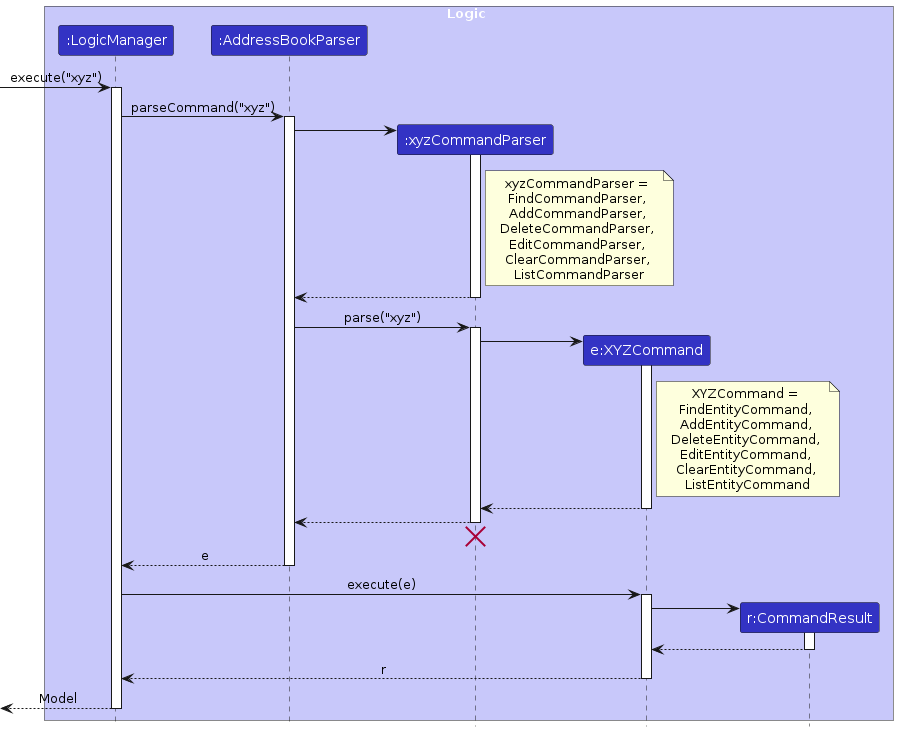 Logic
:LogicManager
:AddressBookParser
execute("xyz")
parseCommand("xyz")
:xyzCommandParser
xyzCommandParser =
FindCommandParser,
AddCommandParser,
DeleteCommandParser,
EditCommandParser,
ClearCommandParser,
ListCommandParser
parse("xyz")
e:XYZCommand
XYZCommand =
FindEntityCommand,
AddEntityCommand,
DeleteEntityCommand,
EditEntityCommand,
ClearEntityCommand,
ListEntityCommand
e
execute(e)
r:CommandResult
r
Model